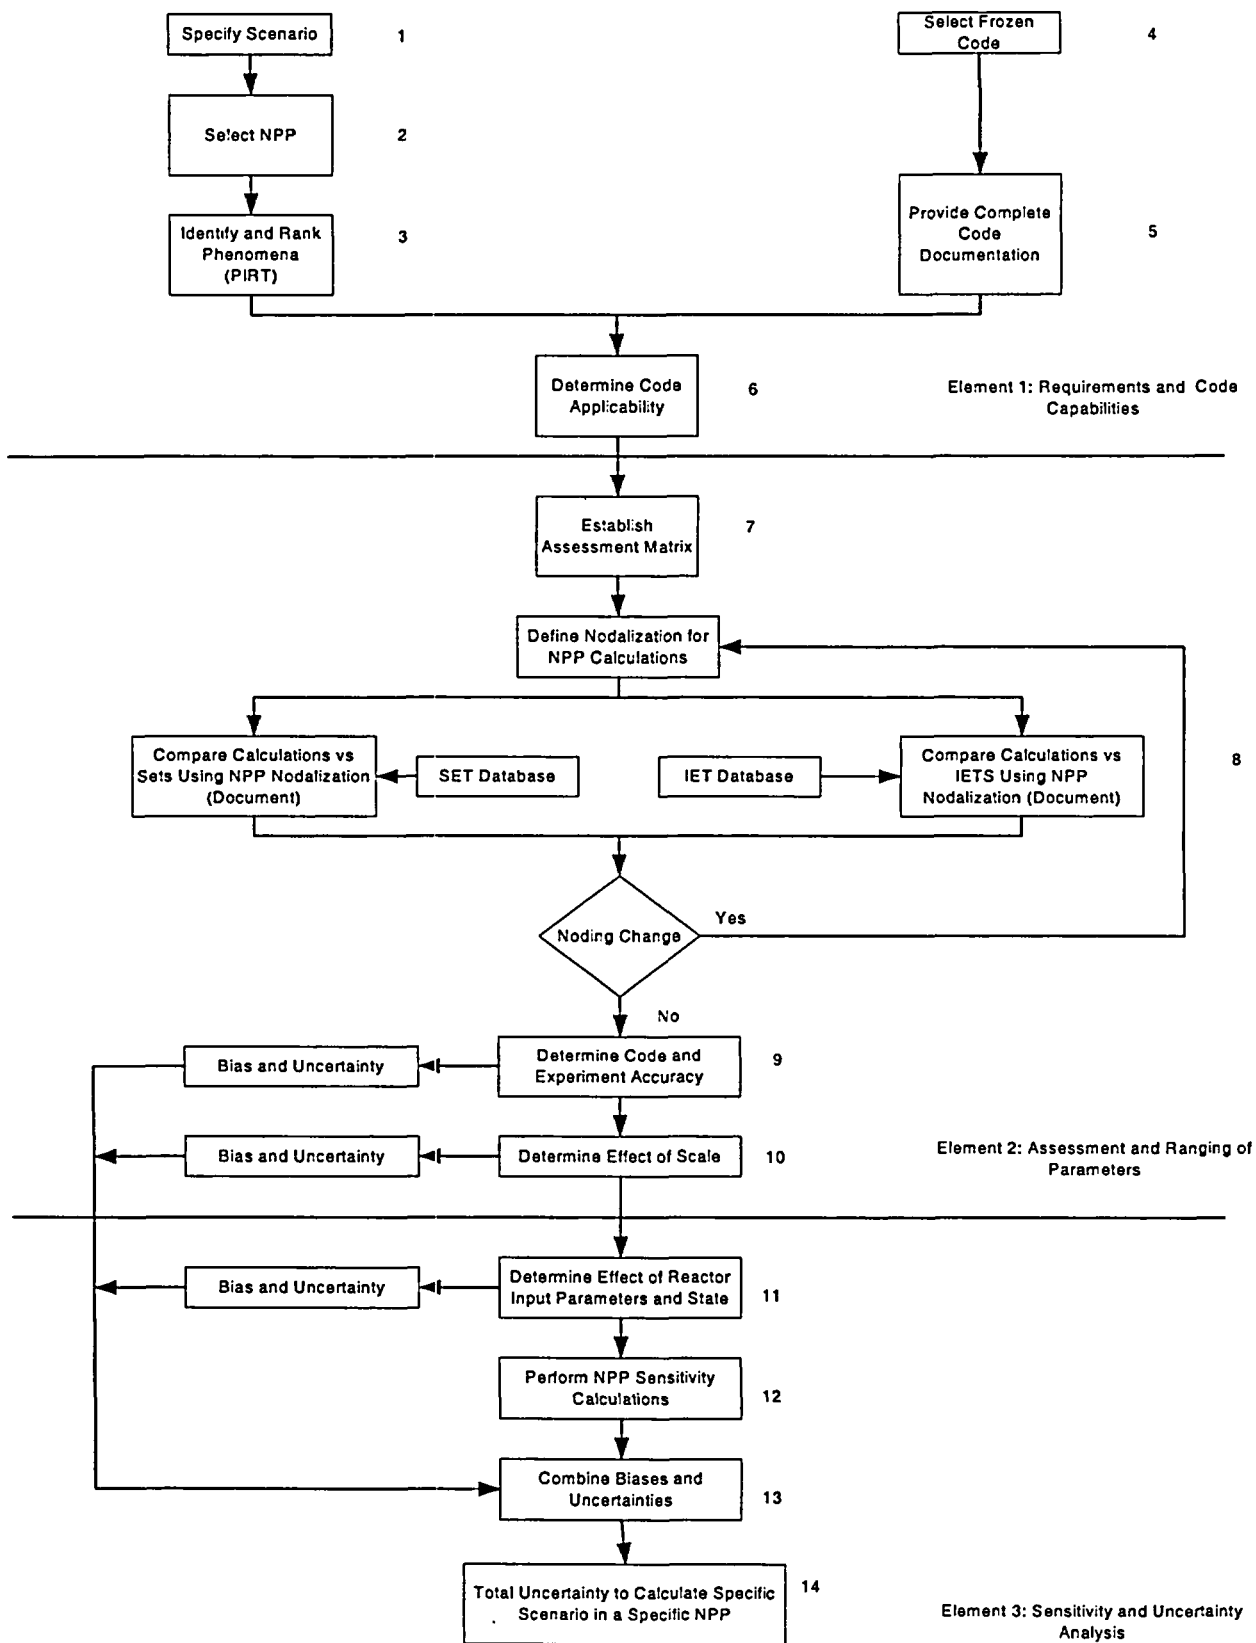 Specify Scenario
1
Select Frozen
Code
4
Select NPP
2
Identify and Rank
Phenomena
(PIRT)
3
Provide Complete
Code
Documentation
5
Determine Code
Applicability
6
Element 1: Requirements and Code
Capabilities
Establish
Assessment Matrix
7
Define Nodalization for
NPP Calculations
Compare Calculations vs
Sets Using NPP Nodalization
(Document)
SET Database
IET Database
Compare Calculations vs
IETS Using NPP
Nodalization (Document)
8
Noding Change
Yes
No
Bias and Uncertainty
Determine Code and
Experiment Accuracy
9
Bias and Uncertainty
Determine Effect of Scale
10
Element 2: Assessment and Ranging of
Parameters
Bias and Uncertainty
Determine Effect of Reactor
Input Parameters and State
11
Perform NPP Sensitivity
Calculations
12
Combine Biases and
Uncertainties
13
Total Uncertainty to Calculate Specific
Scenario in a Specific NPP
14
Element 3: Sensitivity and Uncertainty
Analysis